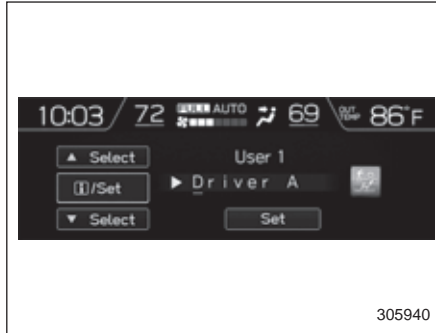 10:03 72 FULL AUTO 69 OUT TEMP 86°F
▲ Select User 1
i/Set ▶ Driver A
▼ Select Set
305940